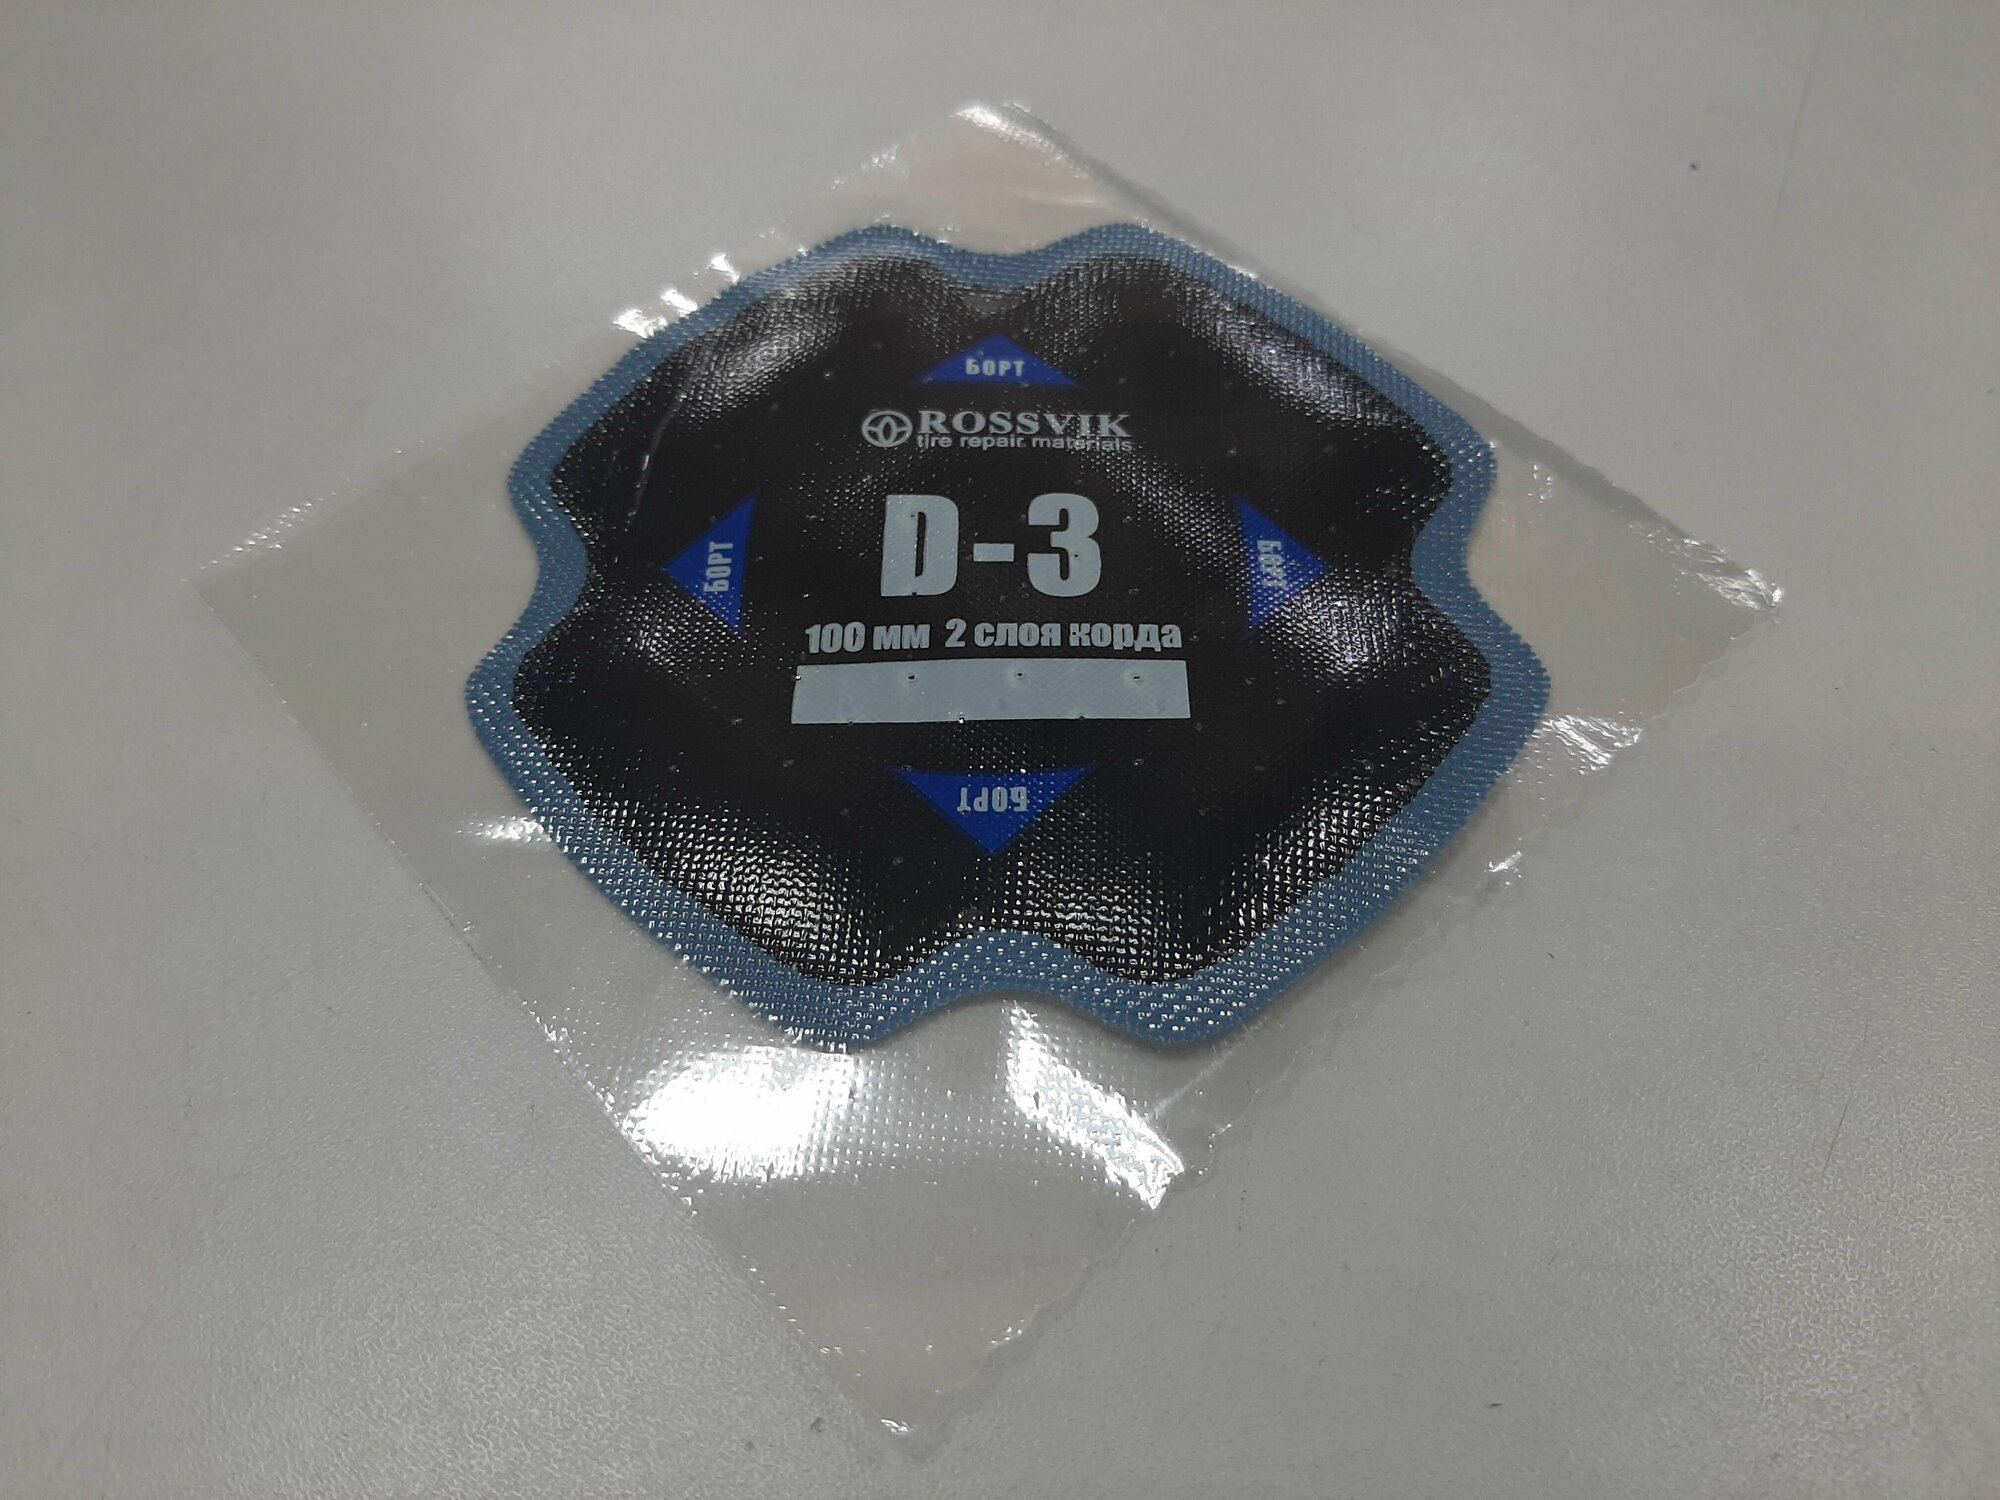 БОРТ
ROSSVIK
tire repair materials
БОРТ
D-3
БОРТ
100 мм 2 слоя корда
БОРТ